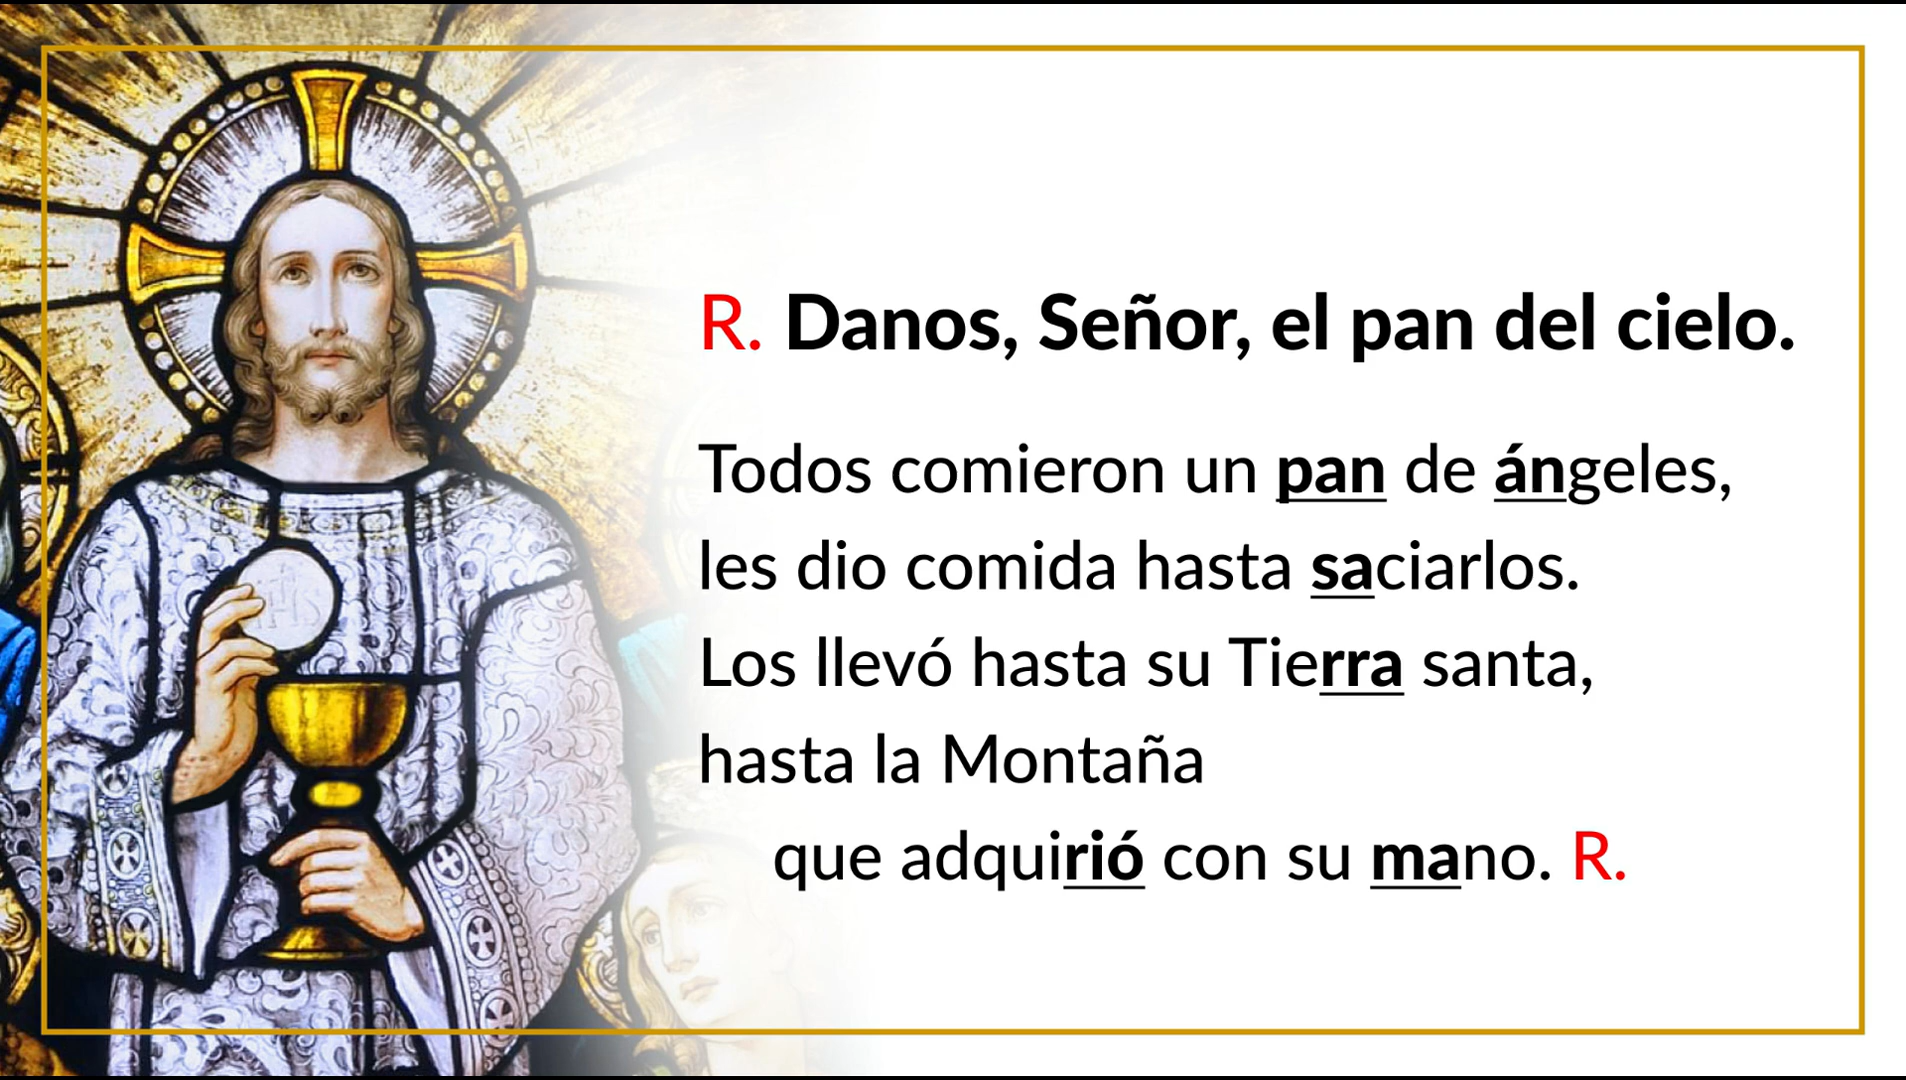 R. Danos, Señor, el pan del cielo.
Todos comieron un pan de ángeles,
les dio comida hasta saciarlos.
Los llevó hasta su Tierra santa,
hasta la Montaña
que adquirió con su mano. R.
IHS